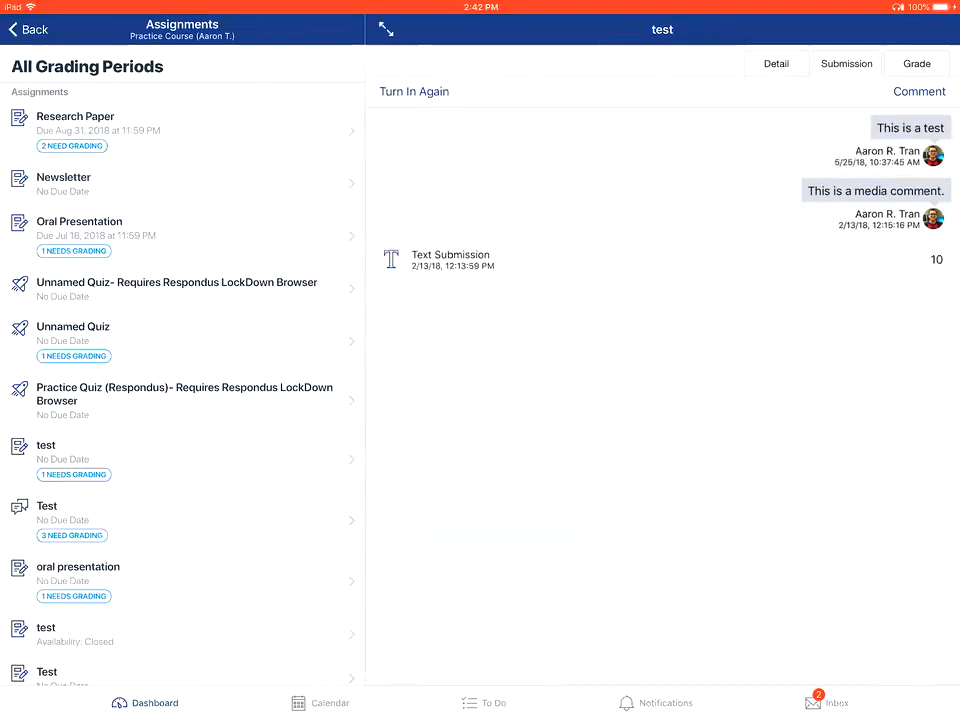 iPad
2:42 PM
100%
Back
Assignments
Practice Course (Aaron T.)
test
All Grading Periods
Detail
Submission
Grade
Assignments
Turn In Again
Comment
Research Paper
Due Aug 31, 2018 at 11:59 PM
2 NEED GRADING
Newsletter
No Due Date
Oral Presentation
Due Jul 18, 2018 at 11:59 PM
1 NEEDS GRADING
Unnamed Quiz- Requires Respondus LockDown Browser
No Due Date
Unnamed Quiz
No Due Date
1 NEEDS GRADING
Practice Quiz (Respondus)- Requires Respondus LockDown
Browser
No Due Date
test
No Due Date
1 NEEDS GRADING
Test
No Due Date
3 NEED GRADING
oral presentation
No Due Date
1 NEEDS GRADING
test
Availability: Closed
Test
No Due Date
This is a test
Aaron R. Tran
5/25/18, 10:37:45 AM
This is a media comment.
Aaron R. Tran
2/13/18, 12:15:16 PM
Text Submission
2/13/18, 12:13:59 PM
10
Dashboard
Calendar
To Do
Notifications
2
Inbox